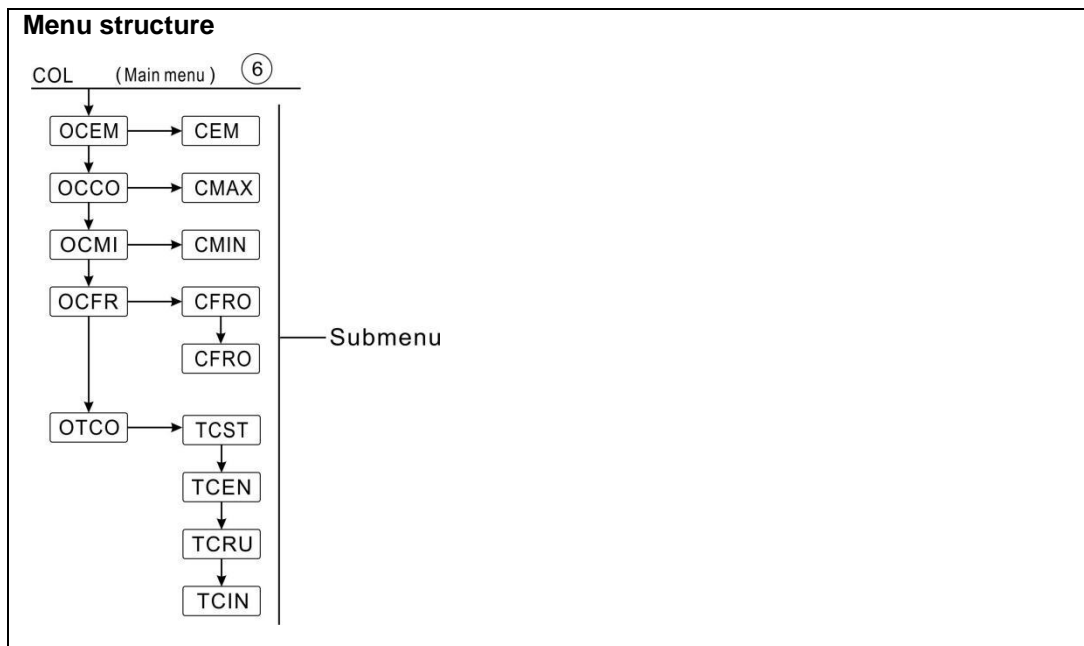 Menu structure
COL (Main menu) 6
OCEM CEM
OCCO CMAX
OCMI CMIN
OCFR CFRO
CFRO
Submenu
OTCO TCST
TCEN
TCRU
TCIN